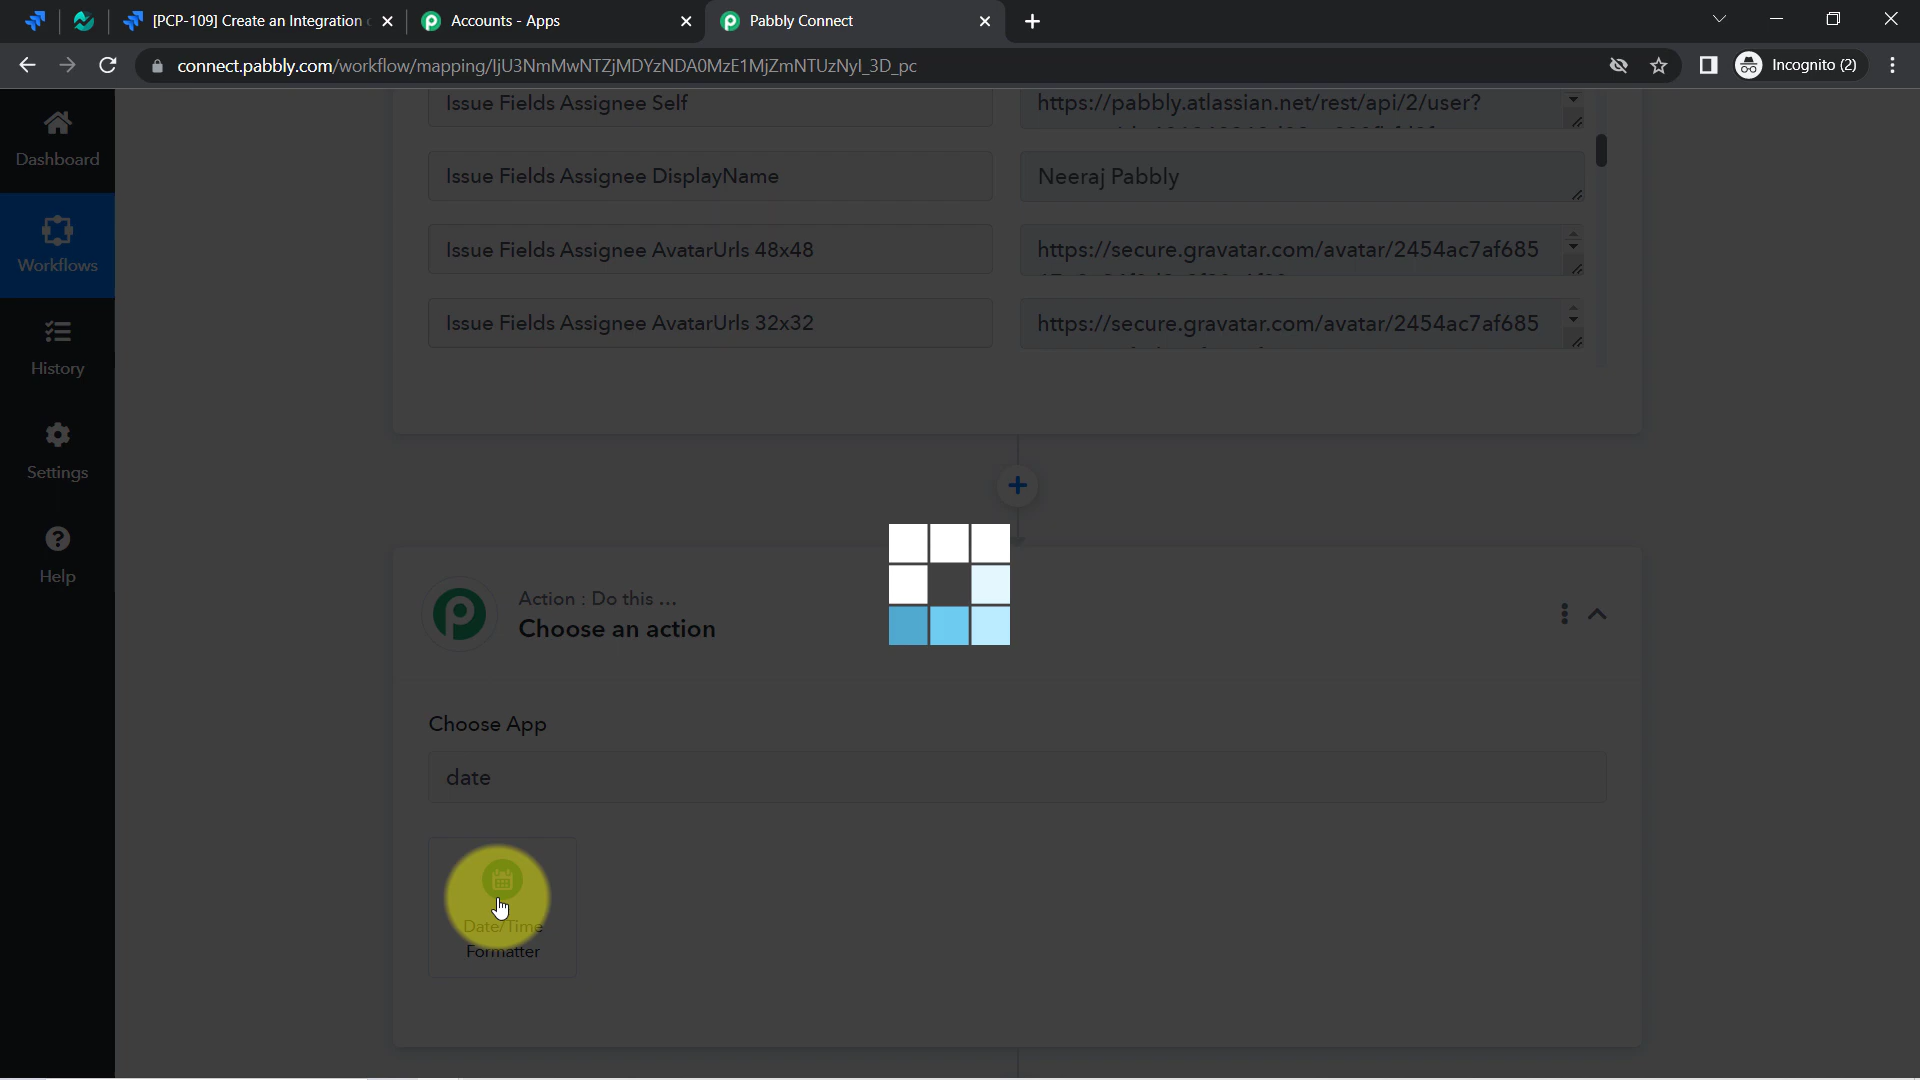 [PCP-109] Create an Integration
Accounts - Apps
Pabbly Connect
connect.pabbly.com/workflow/mapping/IjU3NmMwNTZjMDYzNDA0MzE1MjZmNTUzNyI_3D_pc
Incognito (2)
Dashboard
Workflows
History
Settings
Help
Issue Fields Assignee Self
https://pabbly.atlassian.net/rest/api/2/user?
Issue Fields Assignee DisplayName
Neeraj Pabbly
Issue Fields Assignee AvatarUrls 48x48
https://secure.gravatar.com/avatar/2454ac7af685
Issue Fields Assignee AvatarUrls 32x32
https://secure.gravatar.com/avatar/2454ac7af685
Action : Do this ...
Choose an action
Choose App
date
Date/Time
Formatter